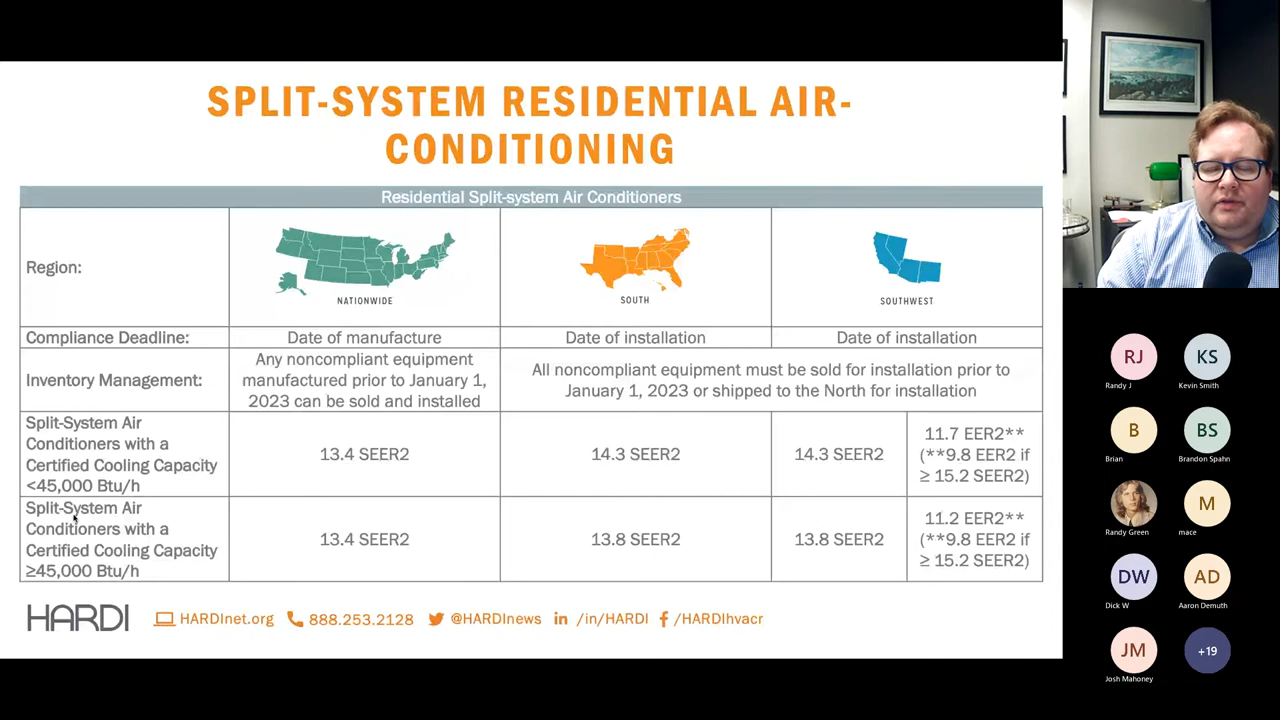 SPLIT-SYSTEM RESIDENTIAL AIR-
CONDITIONING
Residential Split-system Air Conditioners
Region:
NATIONWIDE
SOUTH
SOUTHWEST
Compliance Deadline:
Date of manufacture
Date of installation
Date of installation
Inventory Management:
Any noncompliant equipment
manufactured prior to January 1,
2023 can be sold and installed
All noncompliant equipment must be sold for installation prior to
January 1, 2023 or shipped to the North for installation
Split-System Air
Conditioners with a
Certified Cooling Capacity
<45,000 Btu/h
13.4 SEER2
14.3 SEER2
14.3 SEER2
11.7 EER2**
(**9.8 EER2 if
≥ 15.2 SEER2)
Split-System Air
Conditioners with a
Certified Cooling Capacity
≥45,000 Btu/h
13.4 SEER2
13.8 SEER2
13.8 SEER2
11.2 EER2**
(**9.8 EER2 if
≥ 15.2 SEER2)
HARDI
HARDInet.org
888.253.2128
@HARDInews
in /in/HARDI
f /HARDIhvacr
RJ
Randy J
KS
Kevin Smith
B
Brian
BS
Brandon Spahn
Randy Green
M
mace
DW
Dick W
AD
Aaron Demuth
JM
Josh Mahoney
+19